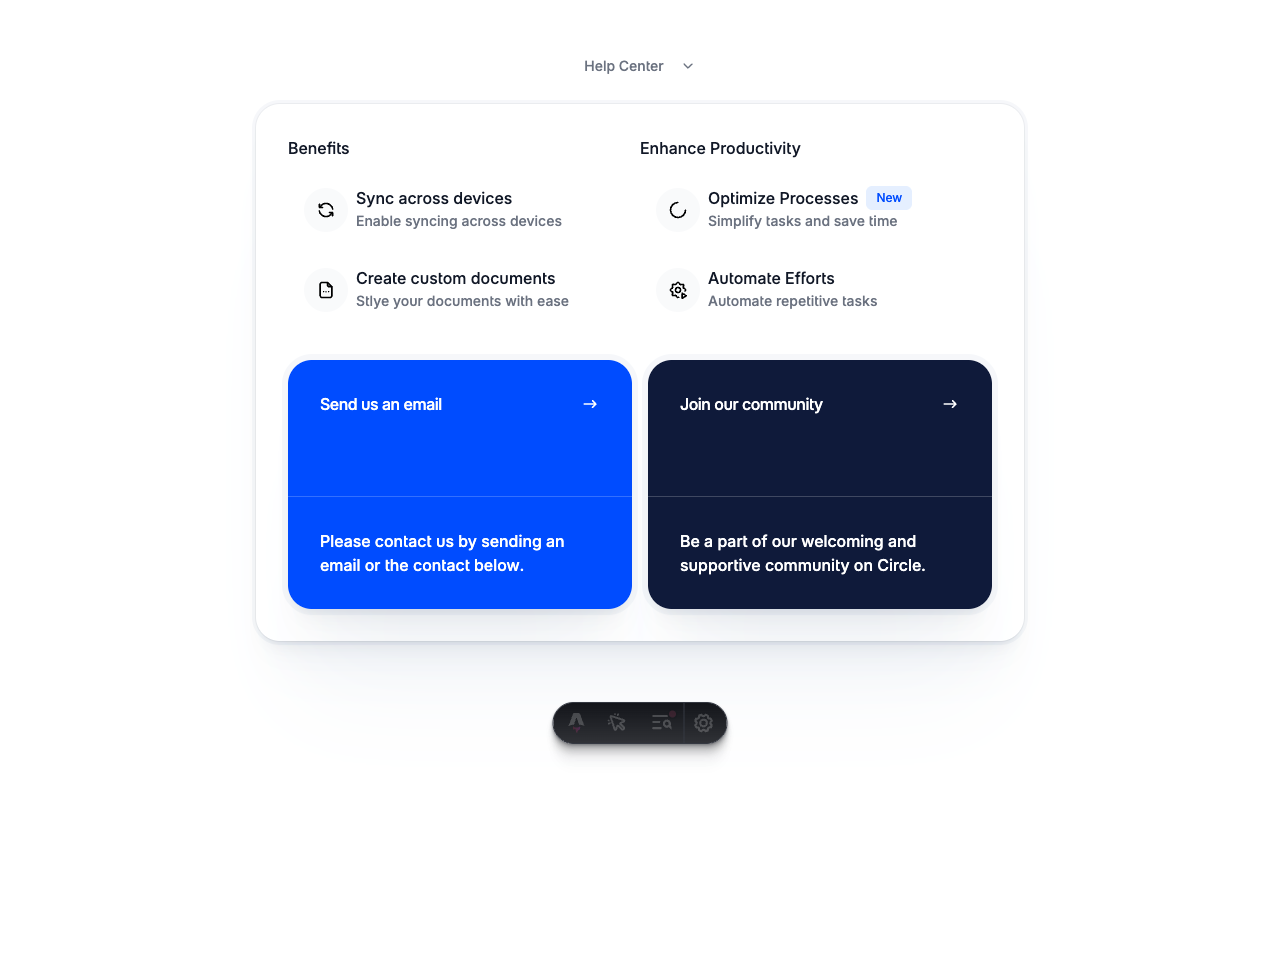 Help Center
Benefits
Sync across devices
Enable syncing across devices
Create custom documents
Stlye your documents with ease
Enhance Productivity
Optimize Processes New
Simplify tasks and save time
Automate Efforts
Automate repetitive tasks
Send us an email
Please contact us by sending an
email or the contact below.
Join our community
Be a part of our welcoming and
supportive community on Circle.